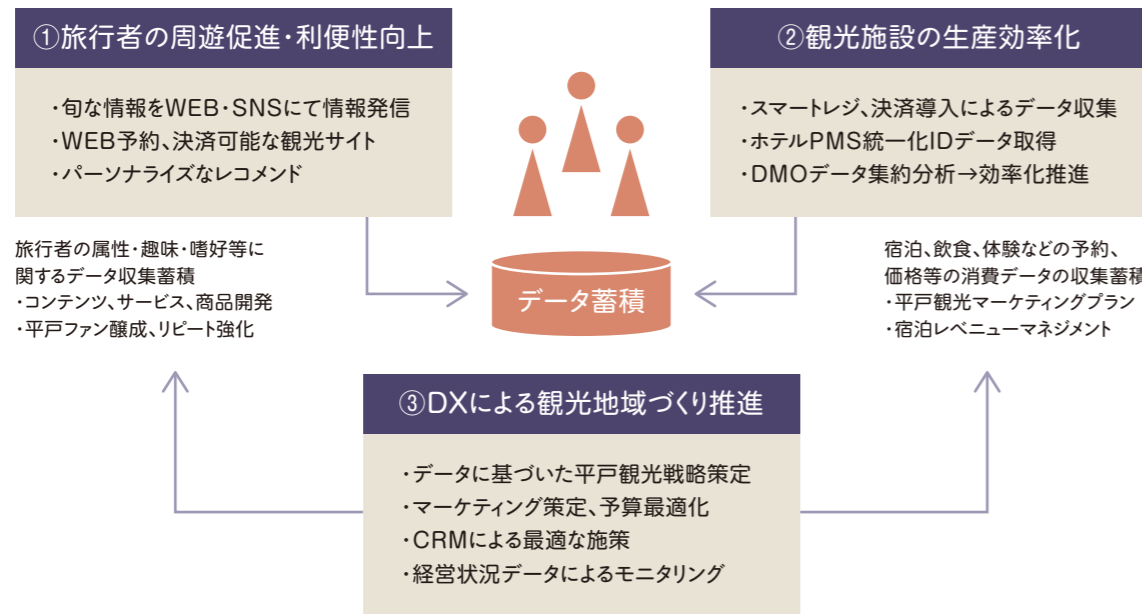 ①旅行者の周遊促進・利便性向上
・旬な情報をWEB・SNSにて情報発信
・WEB予約、決済可能な観光サイト
・パーソナライズなレコメンド
②観光施設の生産効率化
・スマートレジ、決済導入によるデータ収集
・ホテルPMS統一化IDデータ取得
・DMOデータ集約分析→効率化推進
旅行者の属性・趣味・嗜好等に
関するデータ収集蓄積
・コンテンツ、サービス、商品開発
・平戸ファン醸成、リピート強化
データ蓄積
宿泊、飲食、体験などの予約、
価格等の消費データの収集蓄積
・平戸観光マーケティングプラン
・宿泊レベニューマネジメント
③DXによる観光地域づくり推進
・データに基づいた平戸観光戦略策定
・マーケティング策定、予算最適化
・CRMによる最適な施策
・経営状況データによるモニタリング